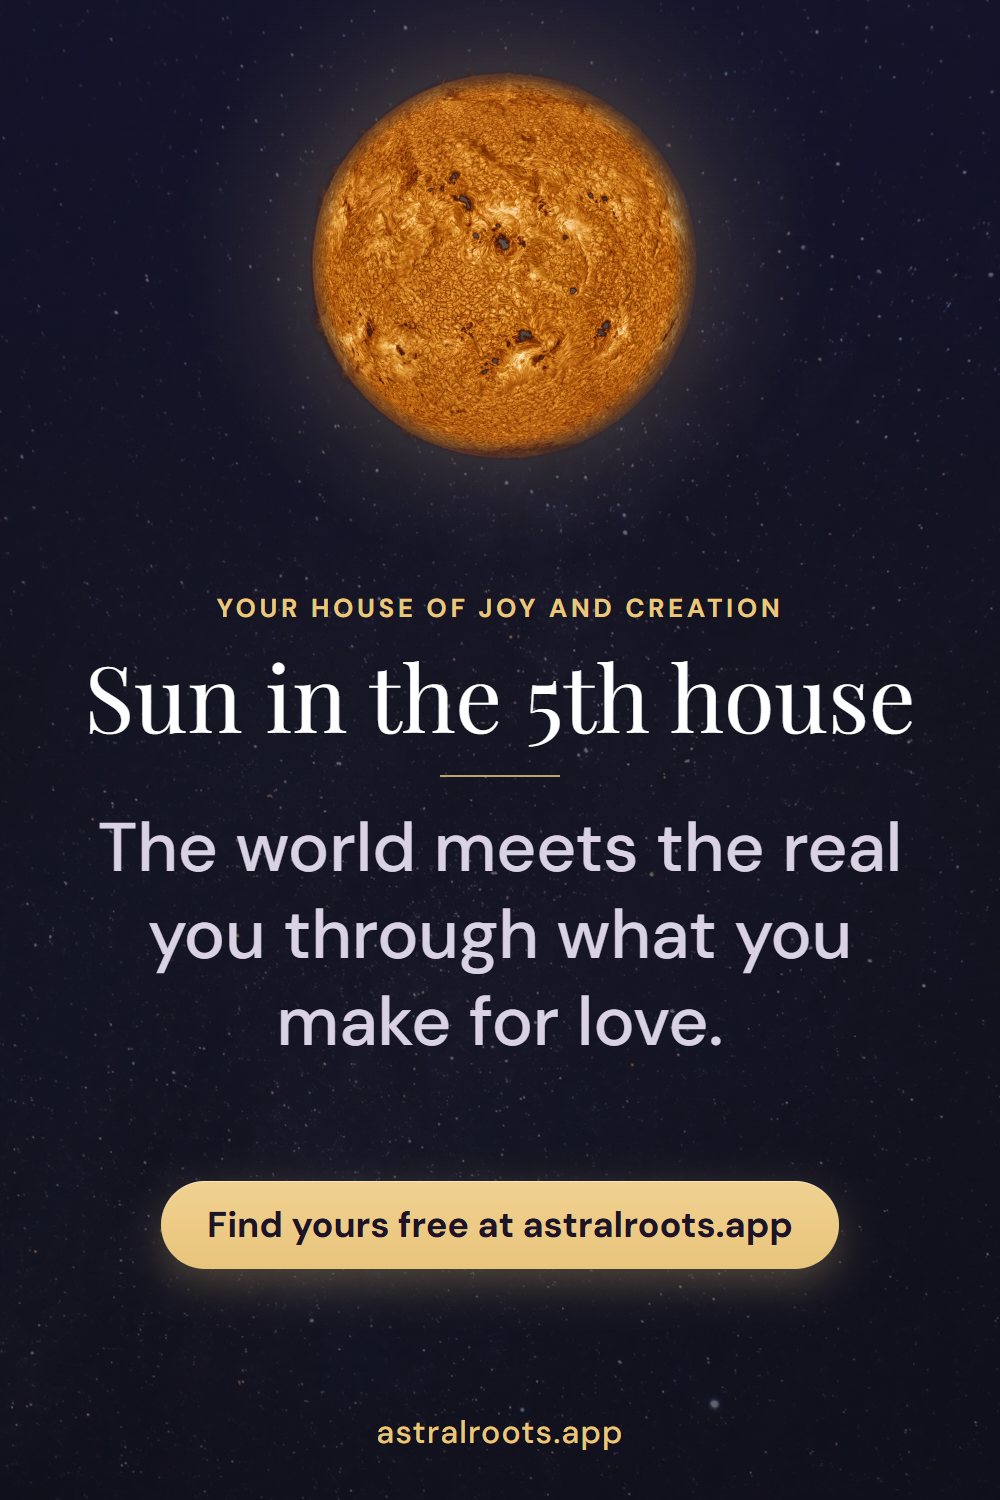 YOUR HOUSE OF JOY AND CREATION
Sun in the 5th house
The world meets the real
you through what you
make for love.
Find yours free at astralroots.app
astralroots.app